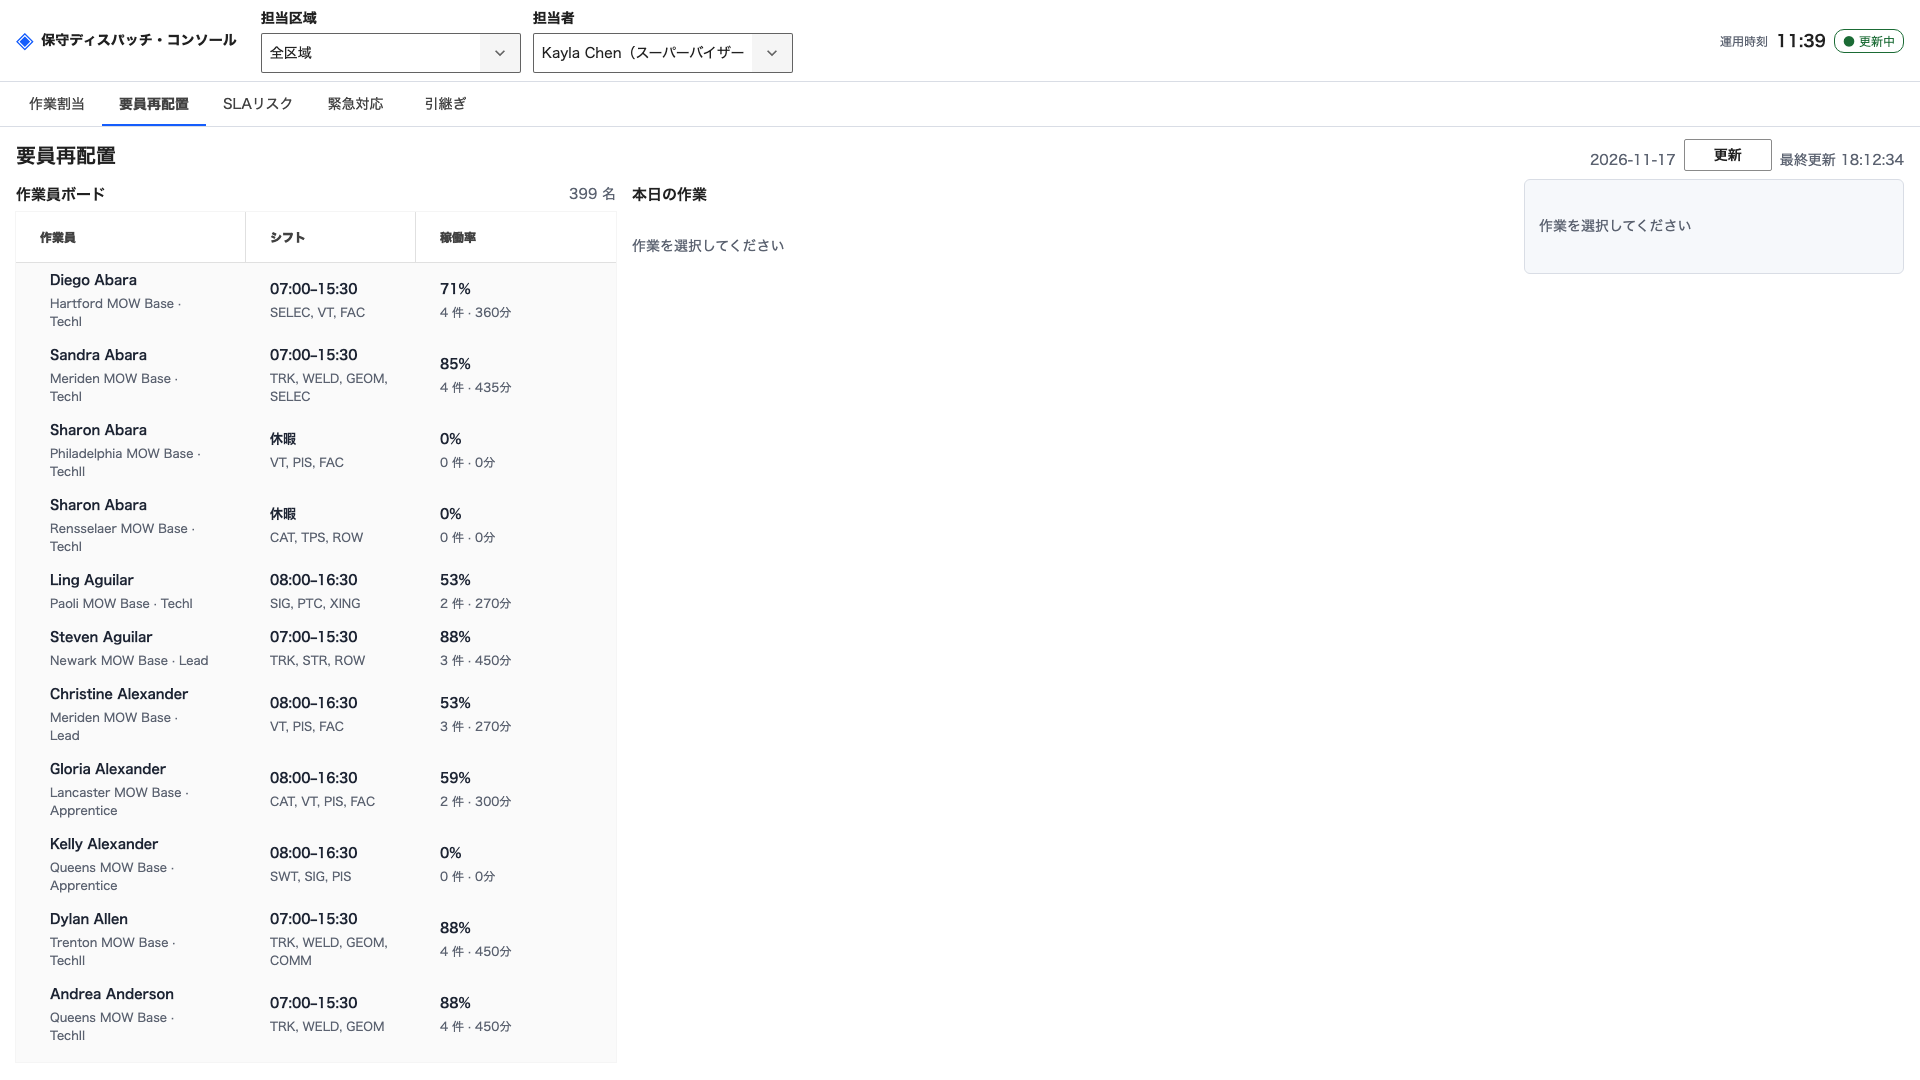 保守ディスパッチ・コンソール
担当区域
全区域
担当者
Kayla Chen（スーパーバイザー
運用時刻 11:39 更新中
作業割当 要員再配置 SLAリスク 緊急対応 引継ぎ
要員再配置
2026-11-17 更新 最終更新 18:12:34
作業員ボード 399 名
作業員 シフト 稼働率
Diego Abara
Hartford MOW Base ·
TechI
07:00–15:30
SELEC, VT, FAC
71%
4 件 · 360分
Sandra Abara
Meriden MOW Base ·
TechI
07:00–15:30
TRK, WELD, GEOM,
SELEC
85%
4 件 · 435分
Sharon Abara
Philadelphia MOW Base ·
TechII
休暇
VT, PIS, FAC
0%
0 件 · 0分
Sharon Abara
Rensselaer MOW Base ·
TechI
休暇
CAT, TPS, ROW
0%
0 件 · 0分
Ling Aguilar
Paoli MOW Base · TechI
08:00–16:30
SIG, PTC, XING
53%
2 件 · 270分
Steven Aguilar
Newark MOW Base · Lead
07:00–15:30
TRK, STR, ROW
88%
3 件 · 450分
Christine Alexander
Meriden MOW Base ·
Lead
08:00–16:30
VT, PIS, FAC
53%
3 件 · 270分
Gloria Alexander
Lancaster MOW Base ·
Apprentice
08:00–16:30
CAT, VT, PIS, FAC
59%
2 件 · 300分
Kelly Alexander
Queens MOW Base ·
Apprentice
08:00–16:30
SWT, SIG, PIS
0%
0 件 · 0分
Dylan Allen
Trenton MOW Base ·
TechII
07:00–15:30
TRK, WELD, GEOM,
COMM
88%
4 件 · 450分
Andrea Anderson
Queens MOW Base ·
TechII
07:00–15:30
TRK, WELD, GEOM
88%
4 件 · 450分
本日の作業
作業を選択してください
作業を選択してください